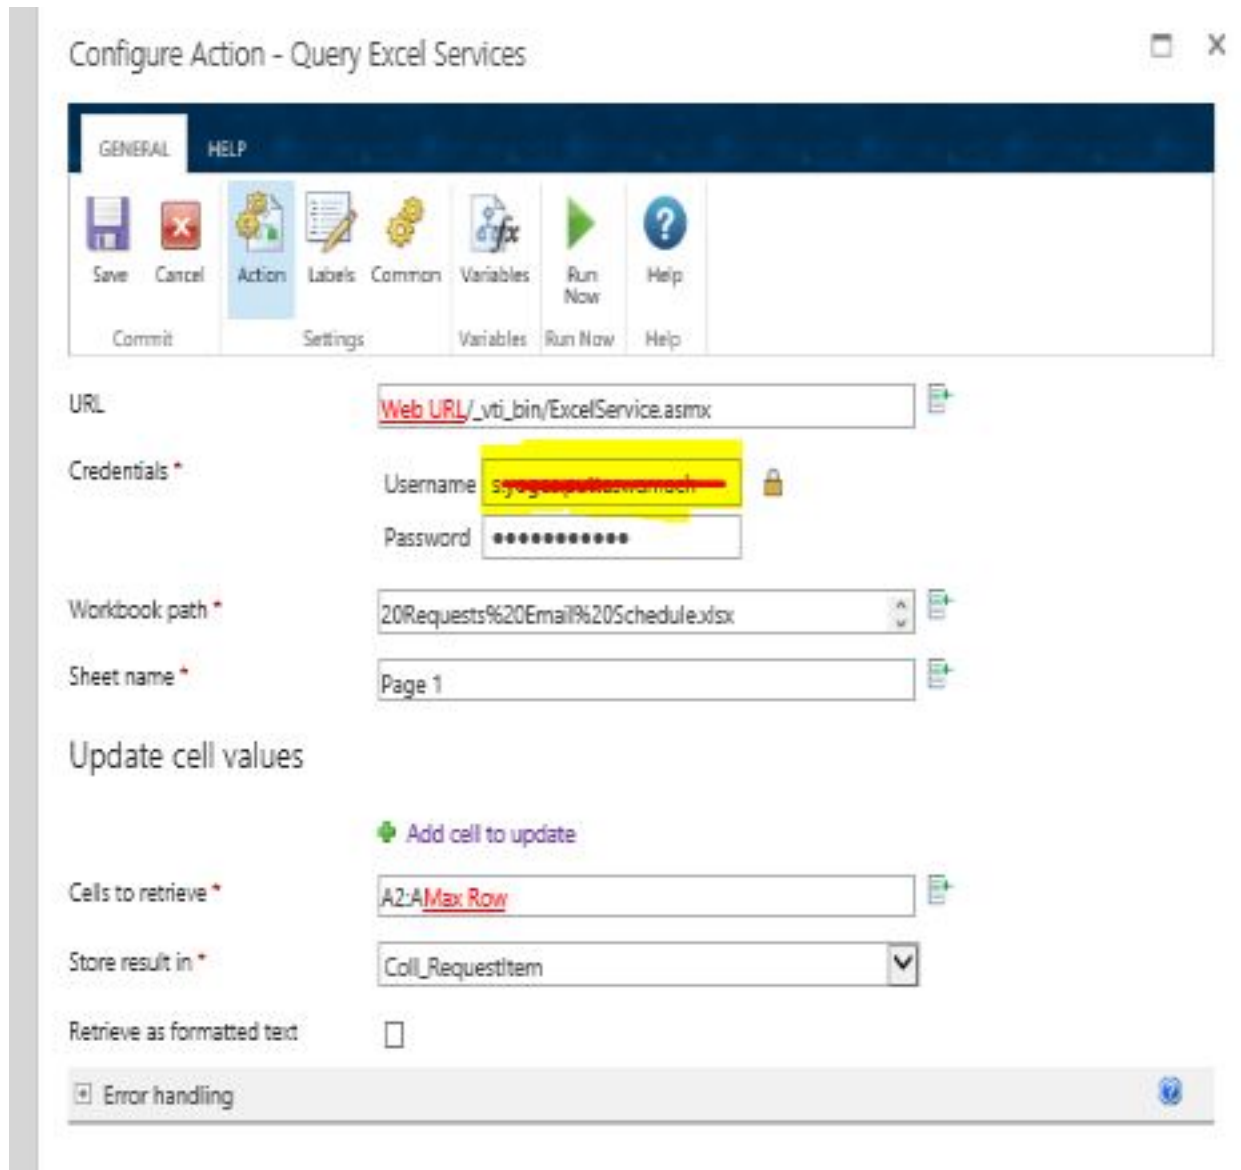 Configure Action - Query Excel Services
GENERAL HELP
Save Cancel Action Labels Common Variables Run Now Help
Commit Settings Variables Run Now Help
URL Web URL/_vti_bin/ExcelService.asmx
Credentials * Username
Password ●●●●●●●●●●●
Workbook path * 20Requests%20Email%20Schedule.xlsx
Sheet name * Page 1
Update cell values
Add cell to update
Cells to retrieve * A2:AMax Row
Store result in * Coll_RequestItem
Retrieve as formatted text
Error handling